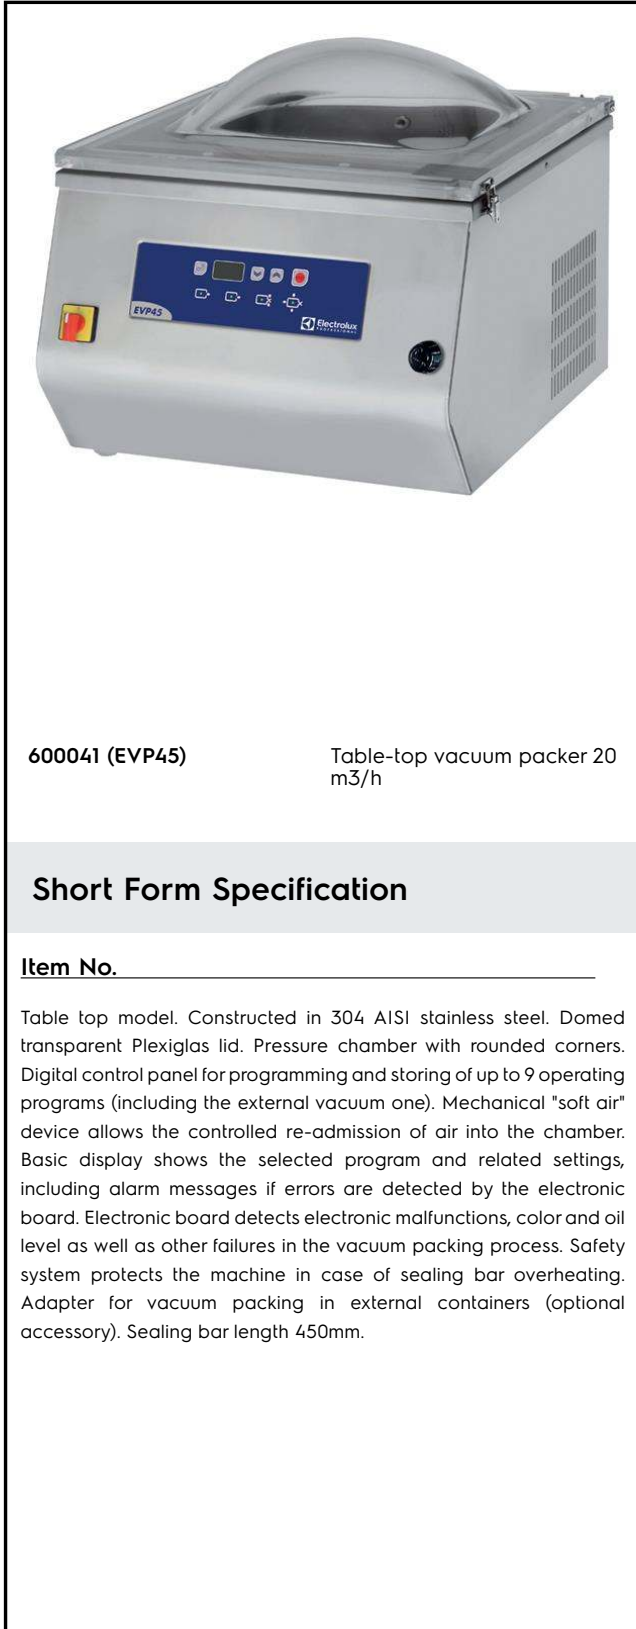 EVP45
Electrolux
PROFESSIONAL
600041 (EVP45)
Table-top vacuum packer 20
m3/h
Short Form Specification
Item No.
Table top model. Constructed in 304 AISI stainless steel. Domed
transparent Plexiglas lid. Pressure chamber with rounded corners.
Digital control panel for programming and storing of up to 9 operating
programs (including the external vacuum one). Mechanical "soft air"
device allows the controlled re-admission of air into the chamber.
Basic display shows the selected program and related settings,
including alarm messages if errors are detected by the electronic
board. Electronic board detects electronic malfunctions, color and oil
level as well as other failures in the vacuum packing process. Safety
system protects the machine in case of sealing bar overheating.
Adapter for vacuum packing in external containers (optional
accessory). Sealing bar length 450mm.